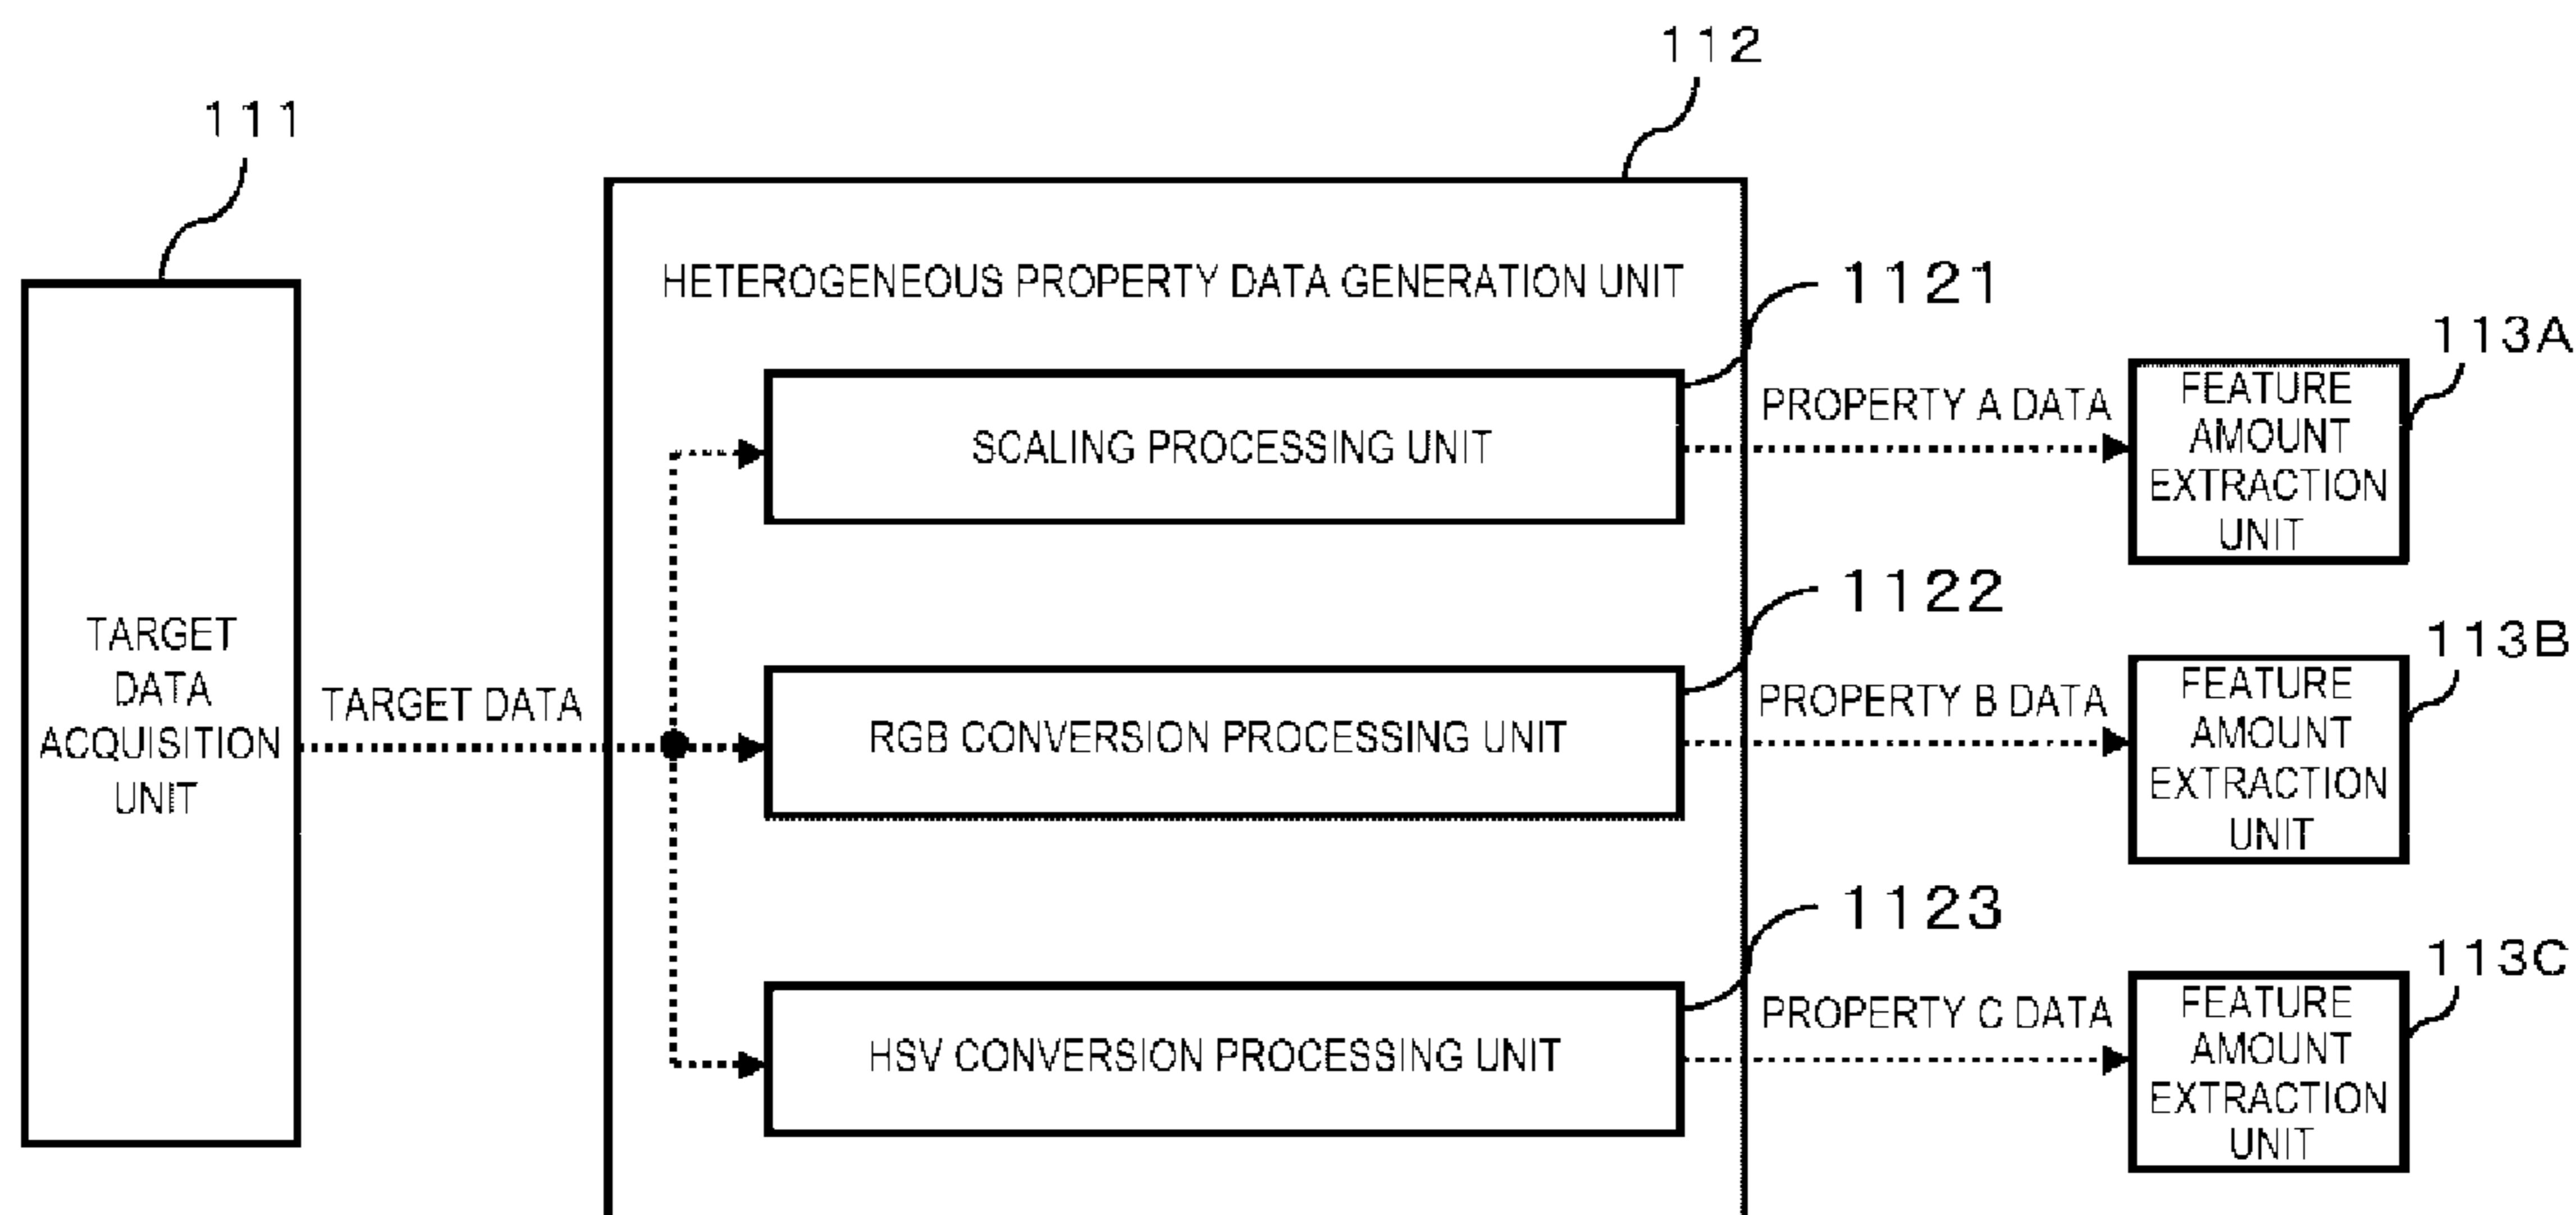 112
111
HETEROGENEOUS PROPERTY DATA GENERATION UNIT
1121
SCALING PROCESSING UNIT
PROPERTY A DATA
113A
FEATURE
AMOUNT
EXTRACTION
UNIT
TARGET
DATA
ACQUISITION
UNIT
TARGET DATA
1122
RGB CONVERSION PROCESSING UNIT
PROPERTY B DATA
113B
FEATURE
AMOUNT
EXTRACTION
UNIT
1123
HSV CONVERSION PROCESSING UNIT
PROPERTY C DATA
113C
FEATURE
AMOUNT
EXTRACTION
UNIT